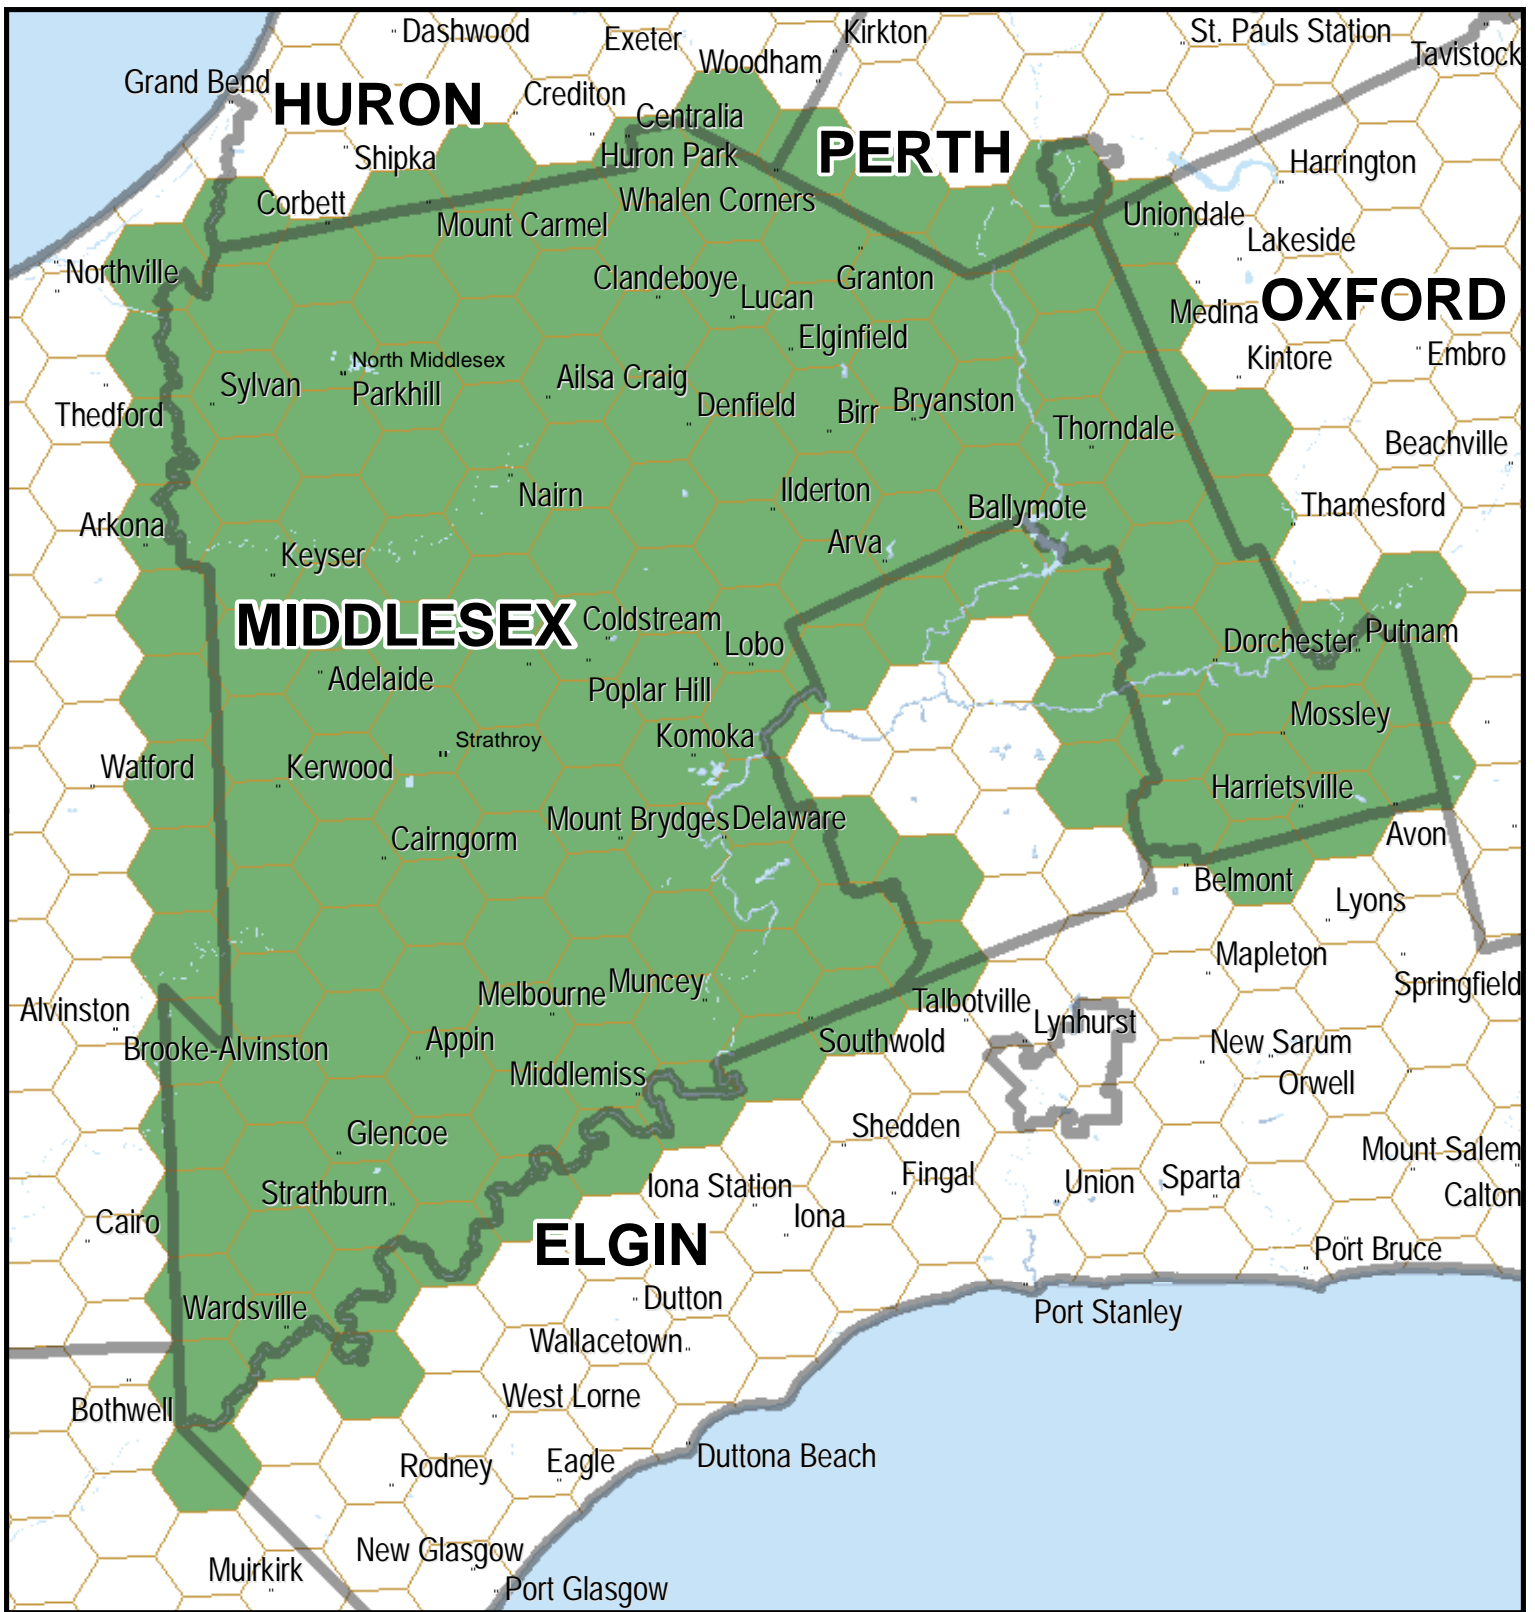 Dashwood
Exeter
Kirkton
St. Pauls Station
Tavistock
Woodham
Grand Bend
HURON
Crediton
Centralia
Shipka
Huron Park
PERTH
Harrington
Corbett
Whalen Corners
Mount Carmel
Uniondale
Lakeside
Northville
Clandeboye
Granton
Lucan
Medina
OXFORD
Elginfield
North Middlesex
Kintore
Embro
Sylvan
Parkhill
Ailsa Craig
Denfield
Birr
Bryanston
Thedford
Thorndale
Beachville
Nairn
Ilderton
Ballymote
Thamesford
Arkona
Keyser
Arva
MIDDLESEX
Coldstream
Lobo
Dorchester
Putnam
Adelaide
Poplar Hill
Mossley
Strathroy
Komoka
Watford
Kerwood
Harrietsville
Cairngorm
Mount Brydges
Delaware
Avon
Belmont
Lyons
Mapleton
Melbourne
Muncey
Springfield
Alvinston
Talbotville
Lynhurst
Brooke-Alvinston
Appin
Southwold
New Sarum
Middlemiss
Orwell
Glencoe
Shedden
Mount Salem
Strathburn
Iona Station
Fingal
Union
Sparta
Calton
Cairo
Iona
ELGIN
Port Bruce
Wardsville
Dutton
Port Stanley
Wallacetown
Bothwell
West Lorne
Rodney
Eagle
Duttona Beach
New Glasgow
Muirkirk
Port Glasgow